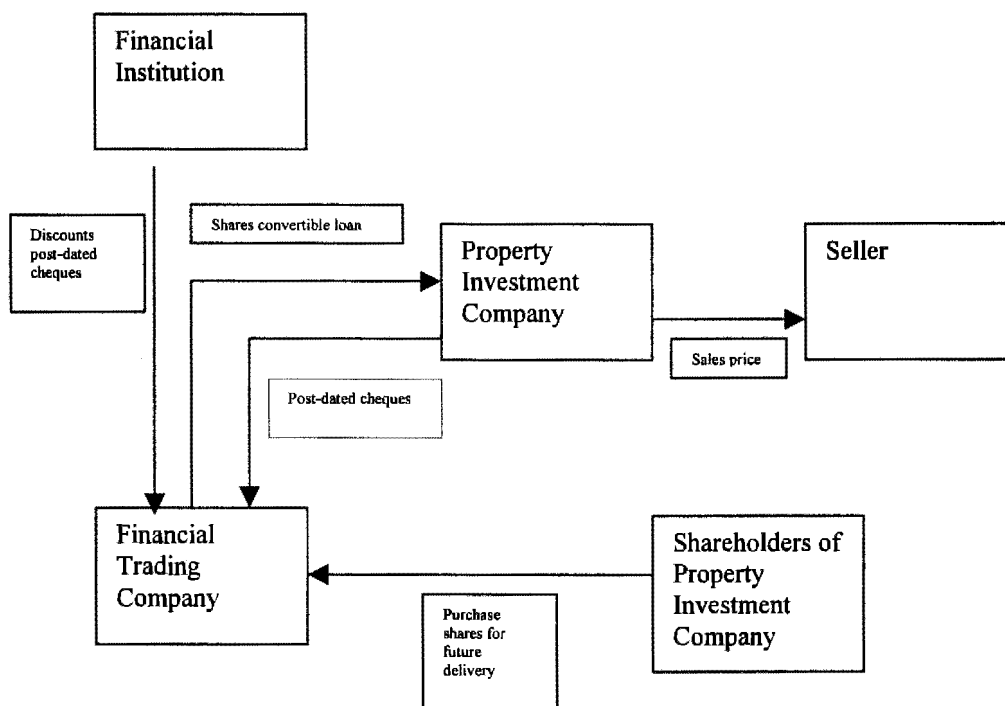 Financial
Institution
Discounts
post-dated
cheques
Shares convertible loan
Property
Investment
Company
Seller
Sales price
Post-dated cheques
Financial
Trading
Company
Shareholders of
Property
Investment
Company
Purchase
shares for
future
delivery